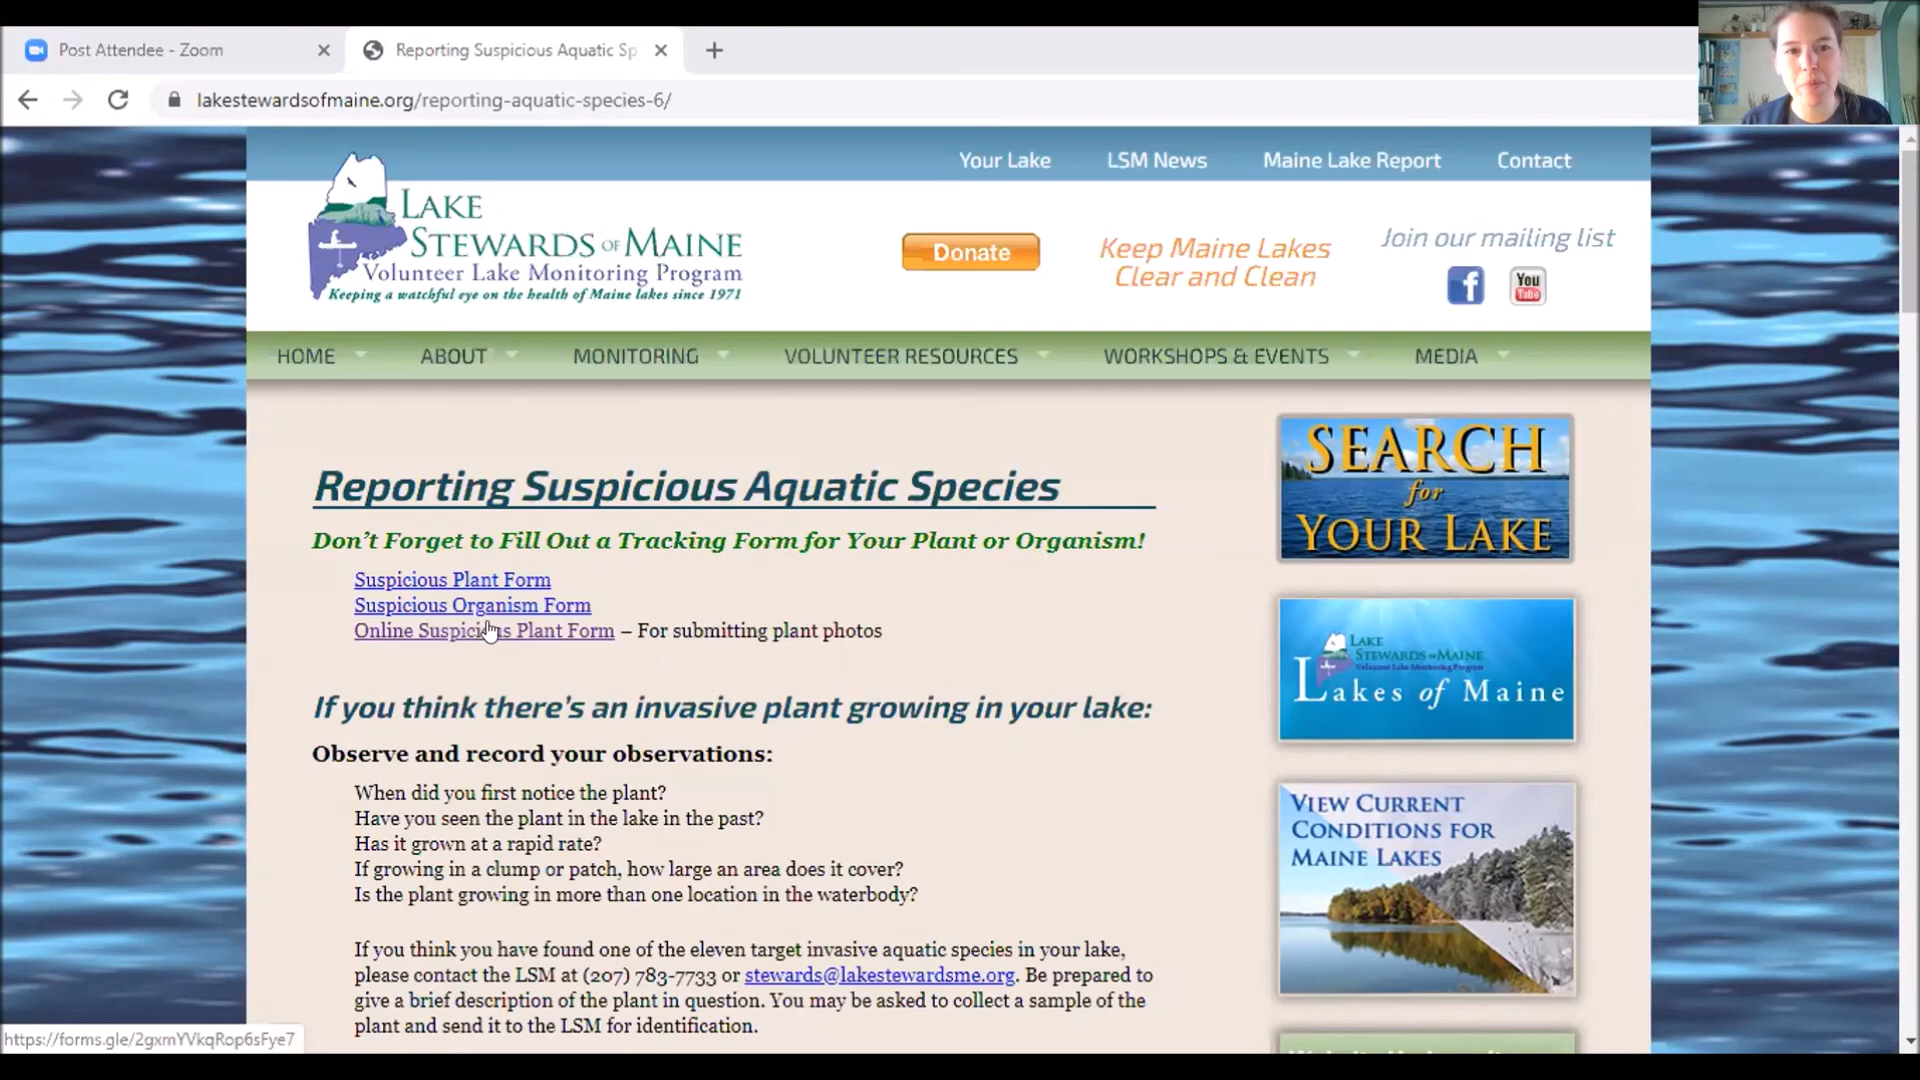 Post Attendee - Zoom
Reporting Suspicious Aquatic Sp
lakestewardsofmaine.org/reporting-aquatic-species-6/
Your Lake
LSM News
Maine Lake Report
Contact
LAKE
STEWARDS OF MAINE
Volunteer Lake Monitoring Program
Keeping a watchful eye on the health of Maine lakes since 1971
Donate
Keep Maine Lakes
Clear and Clean
Join our mailing list
f
You
Tube
HOME
ABOUT
MONITORING
VOLUNTEER RESOURCES
WORKSHOPS & EVENTS
MEDIA
Reporting Suspicious Aquatic Species
Don't Forget to Fill Out a Tracking Form for Your Plant or Organism!
Suspicious Plant Form
Suspicious Organism Form
Online Suspicious Plant Form – For submitting plant photos
If you think there's an invasive plant growing in your lake:
Observe and record your observations:
When did you first notice the plant?
Have you seen the plant in the lake in the past?
Has it grown at a rapid rate?
If growing in a clump or patch, how large an area does it cover?
Is the plant growing in more than one location in the waterbody?
If you think you have found one of the eleven target invasive aquatic species in your lake,
please contact the LSM at (207) 783-7733 or stewards@lakestewardsme.org. Be prepared to
give a brief description of the plant in question. You may be asked to collect a sample of the
plant and send it to the LSM for identification.
SEARCH
for
YOUR LAKE
LAKE
STEWARDS OF MAINE
Volunteer Lake Monitoring Program
Lakes of Maine
VIEW CURRENT
CONDITIONS FOR
MAINE LAKES
https://forms.gle/2gxmYVkqRop6sFye7